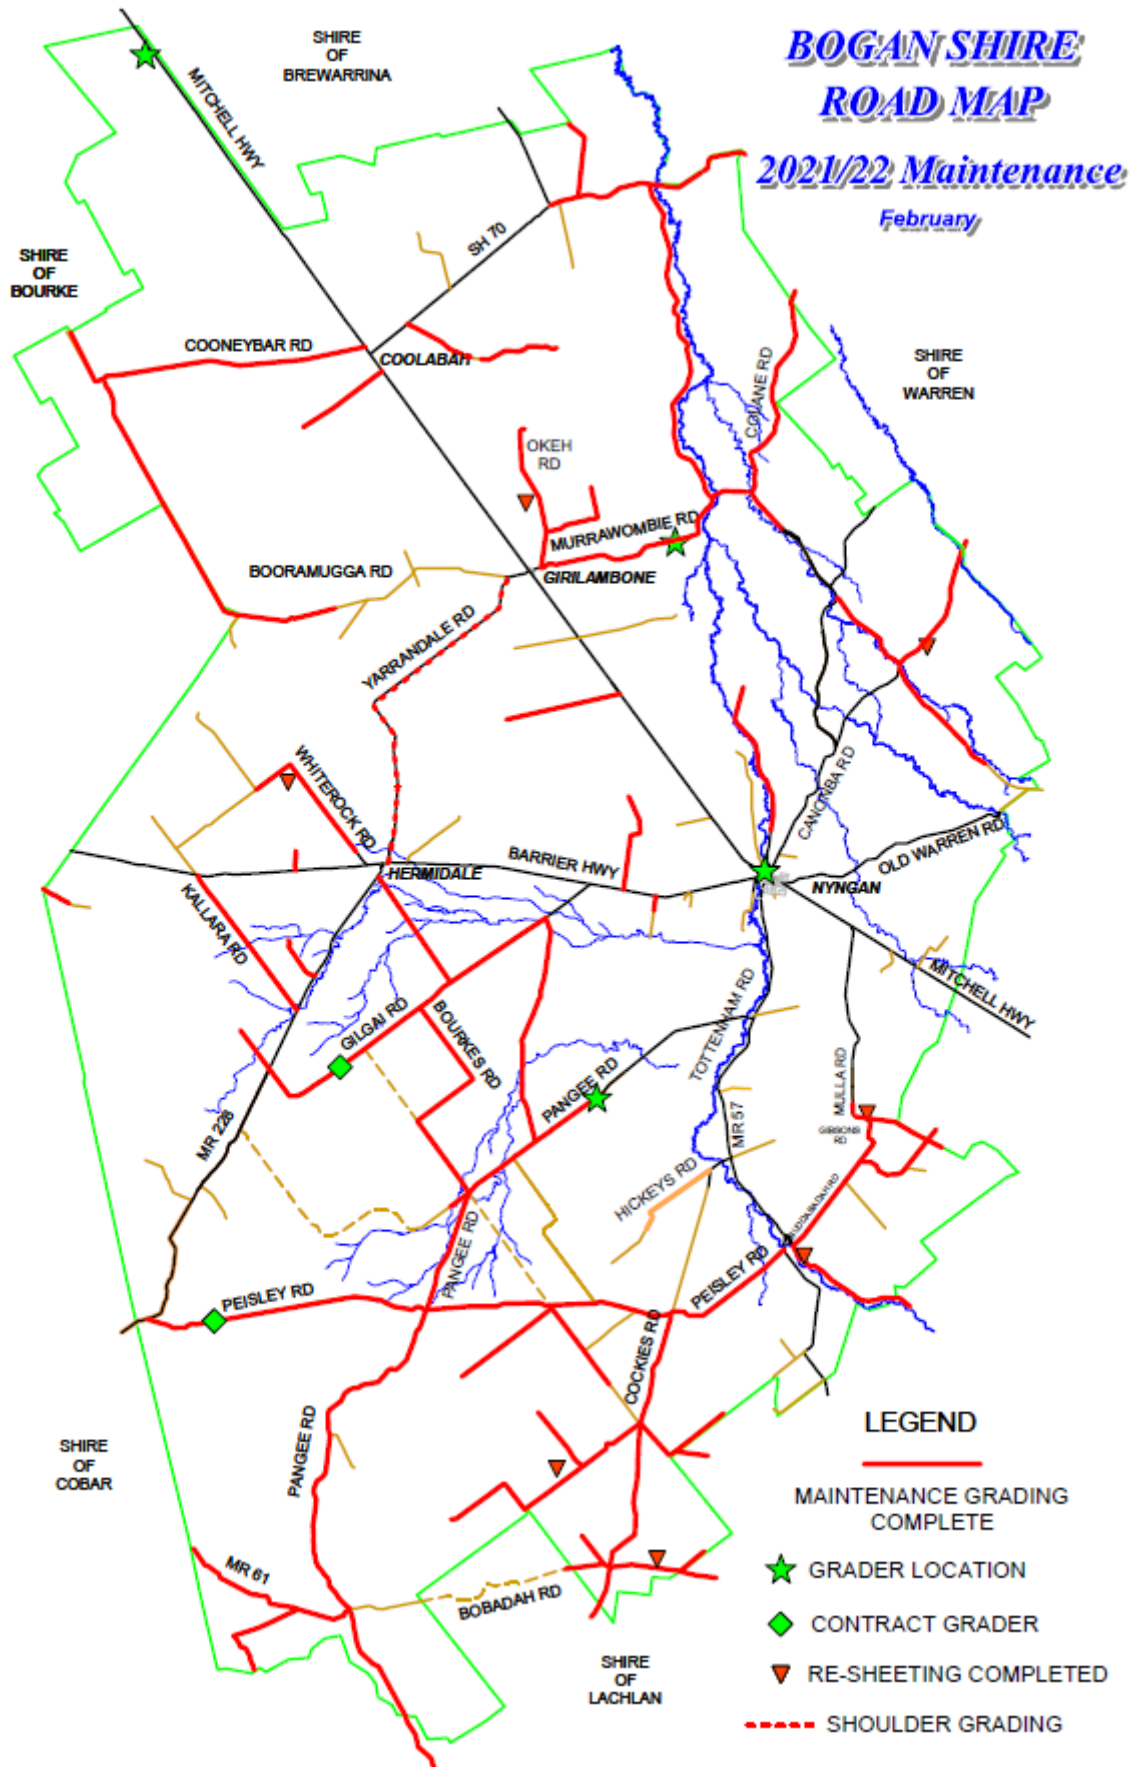 BOGAN SHIRE
ROAD MAP
2021/22 Maintenance
February
SHIRE
OF
BREWARRINA
MITCHELL HWY
SH 70
SHIRE
OF
BOURKE
COONEYBAR RD
COOLABAH
SHIRE
OF
WARREN
COLANE RD
OKEH
RD
MURRAWOMBIE RD
GIRILAMBONE
BOORAMUGGA RD
YARRANDALE RD
WHITEROCK RD
CANONBA RD
OLD WARREN RD
BARRIER HWY
HERMIDALE
NYNGAN
KALLARA RD
MITCHELL HWY
TOTTENHAM RD
GILGAI RD
BOURKES RD
PANGEE RD
MULLA RD
MR 228
MR 57
GIBSONS
RD
HICKEYS RD
BUDDABADAH RD
PANGEE RD
PEISLEY RD
PEISLEY RD
COCKIES RD
PANGEE RD
SHIRE
OF
COBAR
MR 61
BOBADAH RD
SHIRE
OF
LACHLAN
LEGEND
MAINTENANCE GRADING
COMPLETE
GRADER LOCATION
CONTRACT GRADER
RE-SHEETING COMPLETED
SHOULDER GRADING